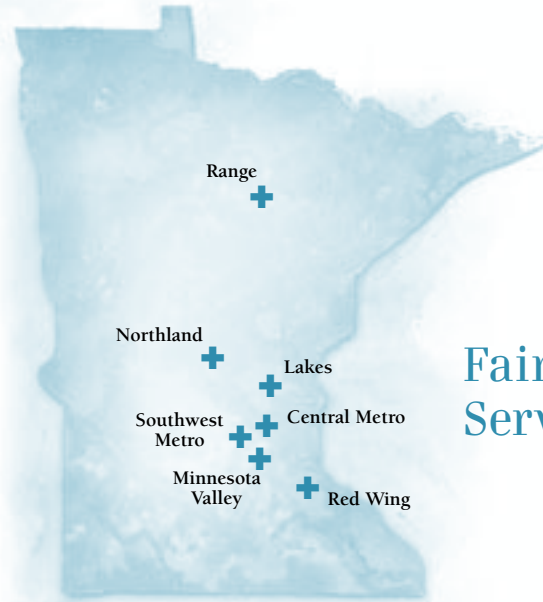 Range
Northland
Lakes
Southwest
Metro
Central Metro
Minnesota
Valley
Red Wing